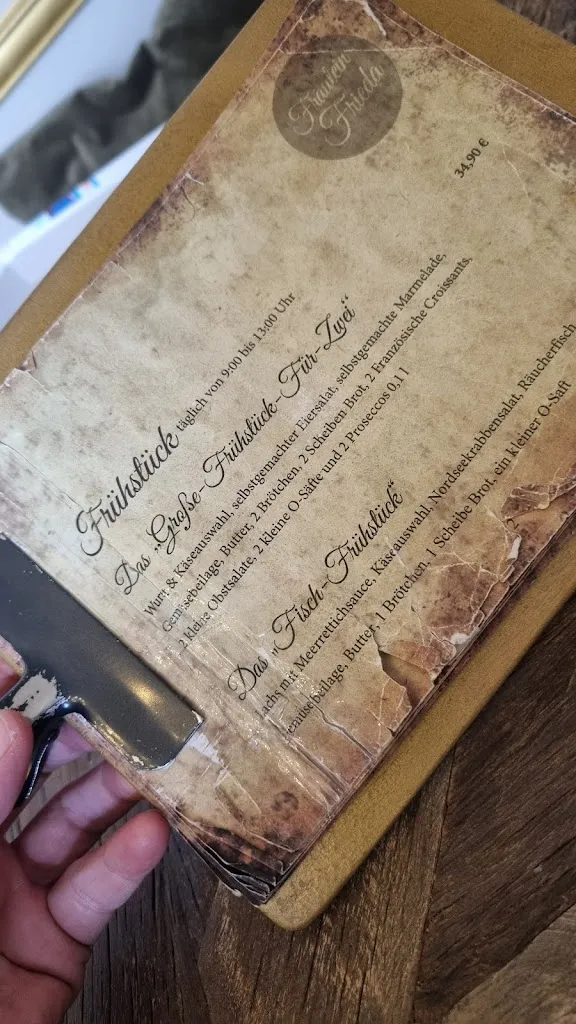 Fräulein
Frieda
Frühstück täglich von 9:00 bis 13:00 Uhr
Das „Große-Frühstück-Für-Zwei“ 34,90 €
Wurst & Käseauswahl, selbstgemachter Eiersalat, selbstgemachte Marmelade,
Gemüsebeilage, Butter, 2 Brötchen, 2 Scheiben Brot, 2 Französische Croissants,
2 kleine Obstsalate, 2 kleine O-Säfte und 2 Proseccos 0,1 l
Das „Fisch-Frühstück“
Lachs mit Meerrettichsauce, Käseauswahl, Nordseekrabbensalat, Räucherfisch
Butter, 1 Brötchen, 1 Scheibe Brot, ein kleiner O-Saft
2